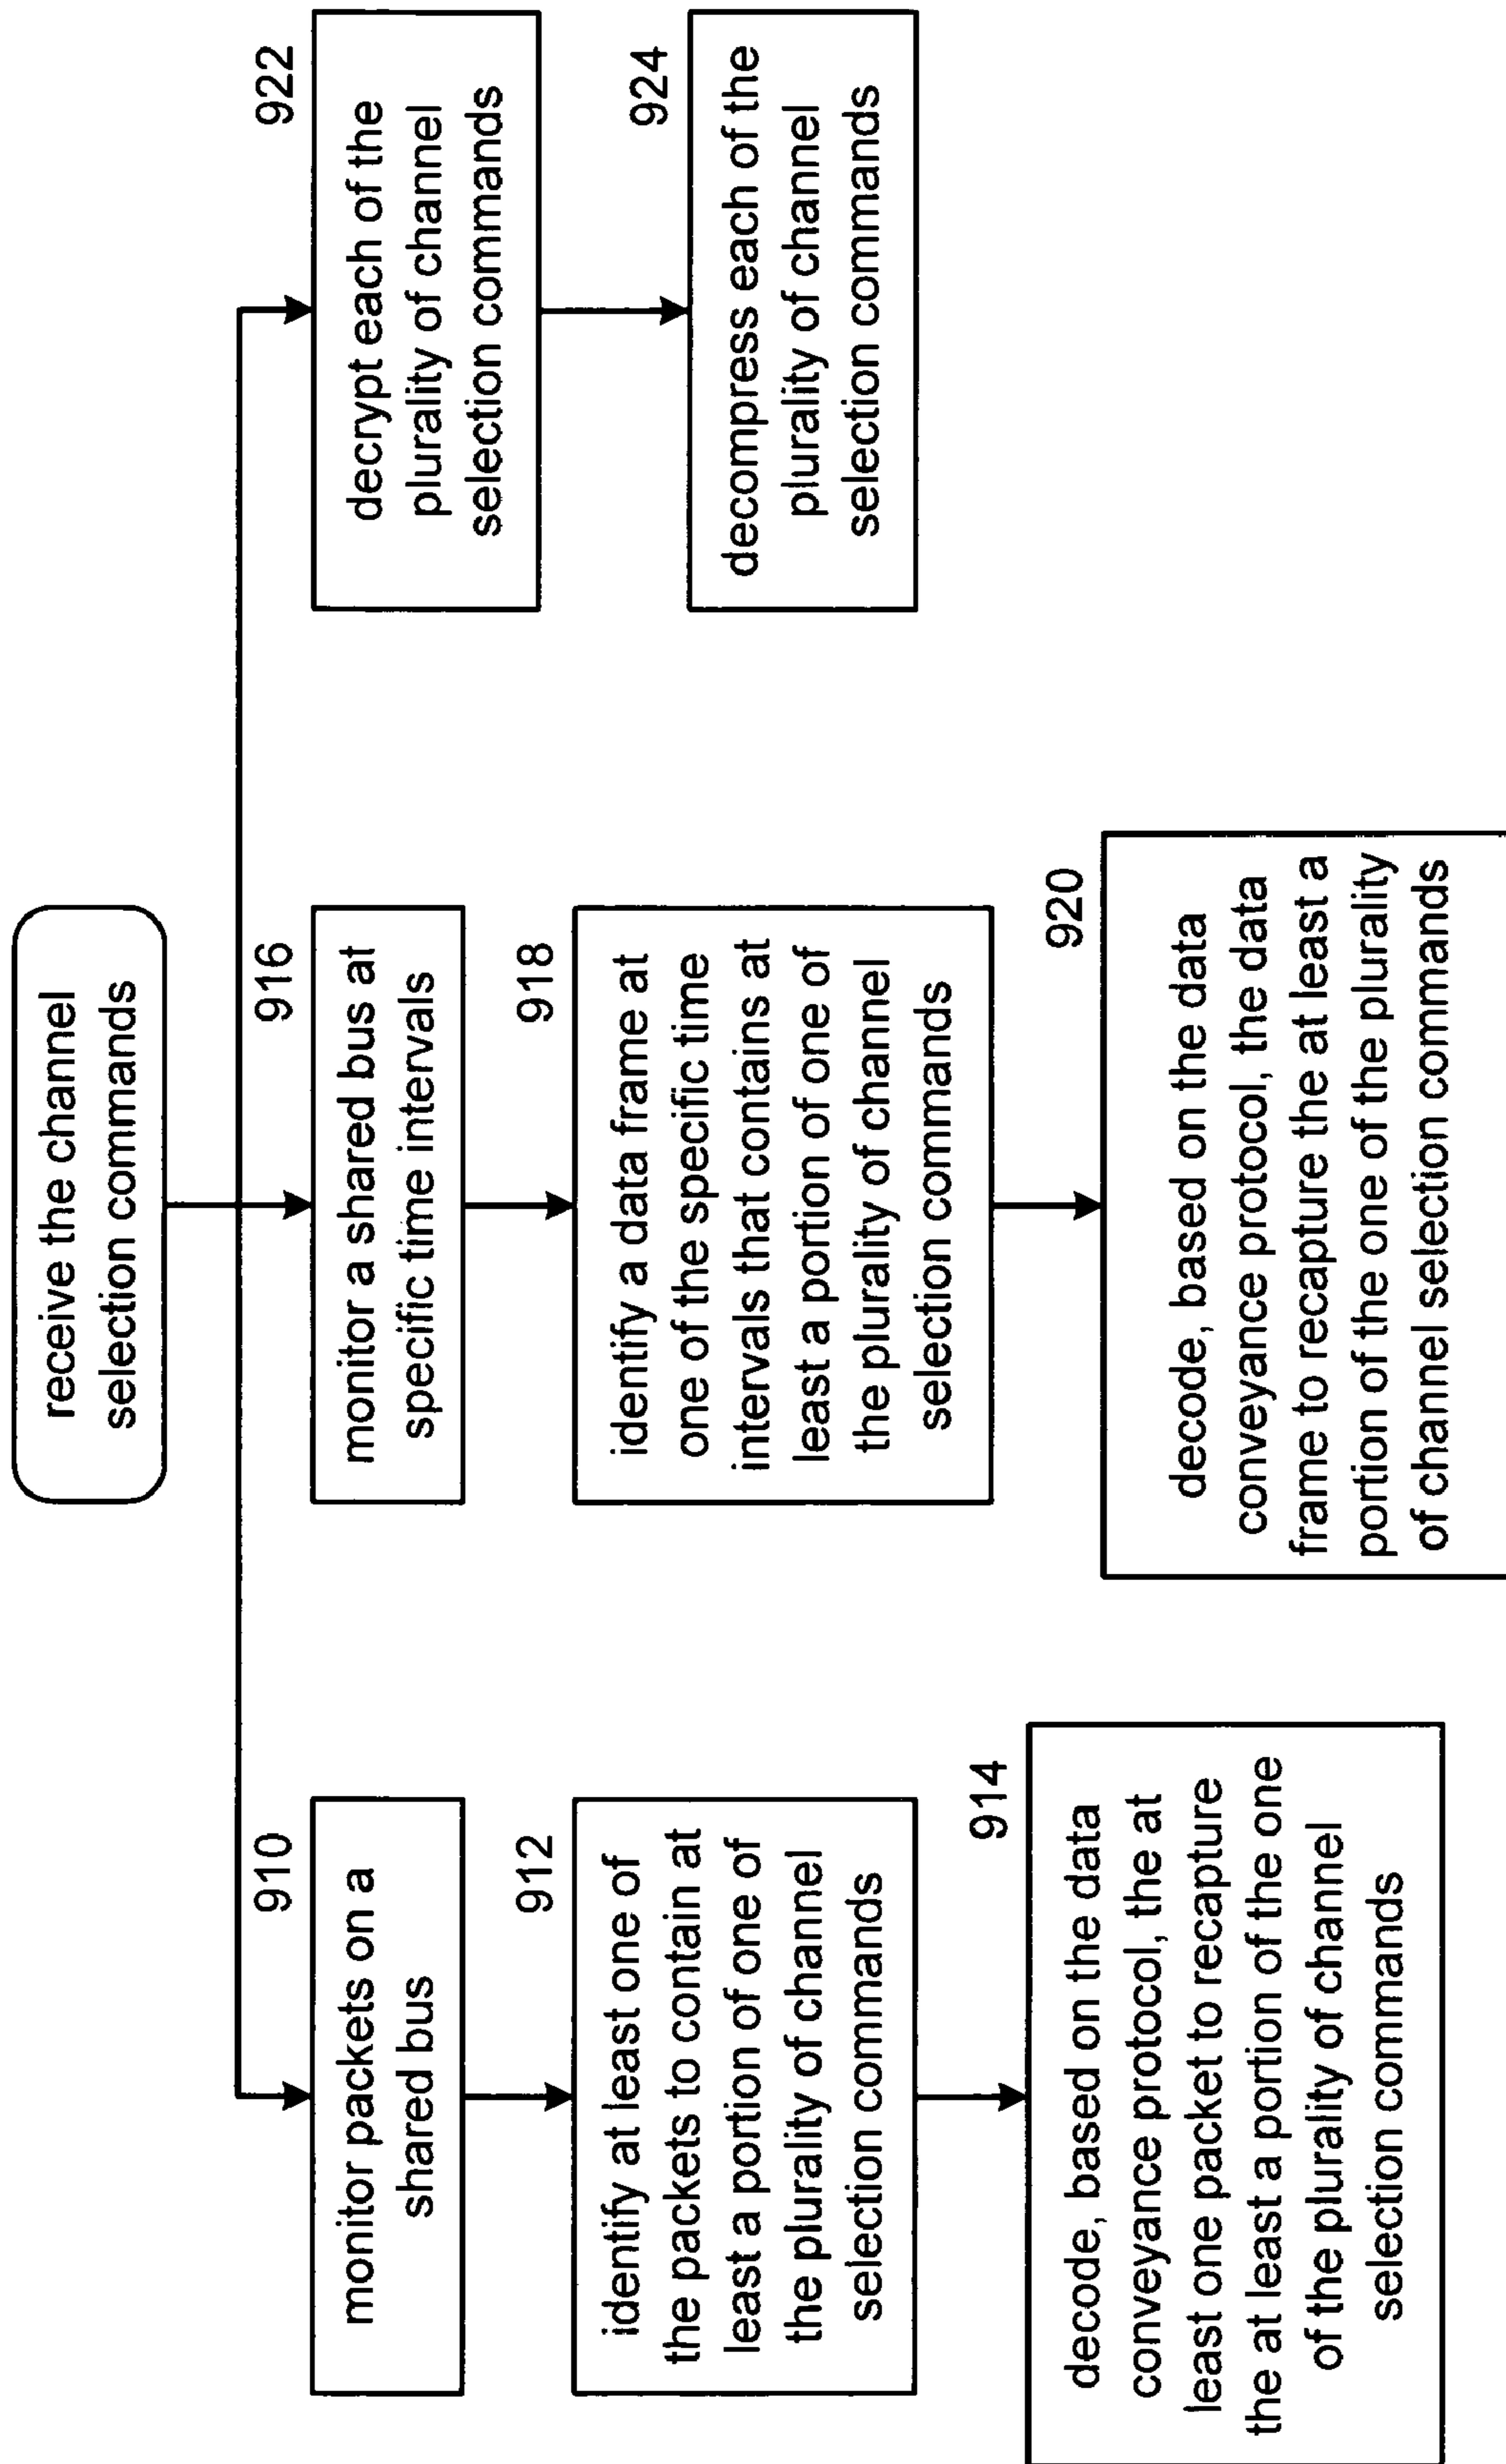 receive the channel
selection commands
910
monitor packets on a
shared bus
912
identify at least one of
the packets to contain at
least a portion of one of
the plurality of channel
selection commands
914
decode, based on the data
conveyance protocol, the at
least one packet to recapture
the at least a portion of the one
of the plurality of channel
selection commands
916
monitor a shared bus at
specific time intervals
918
identify a data frame at
one of the specific time
intervals that contains at
least a portion of one of
the plurality of channel
selection commands
920
decode, based on the data
conveyance protocol, the data
frame to recapture the at least a
portion of the one of the plurality
of channel selection commands
922
decrypt each of the
plurality of channel
selection commands
924
decompress each of the
plurality of channel
selection commands